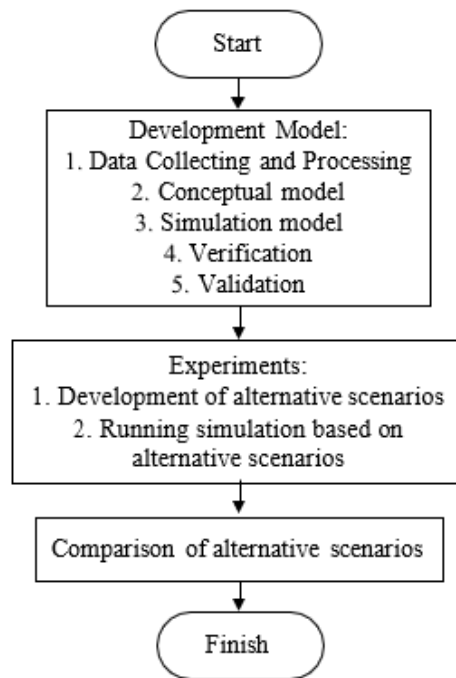 Start
Development Model:
1. Data Collecting and Processing
2. Conceptual model
3. Simulation model
4. Verification
5. Validation
Experiments:
1. Development of alternative scenarios
2. Running simulation based on
alternative scenarios
Comparison of alternative scenarios
Finish